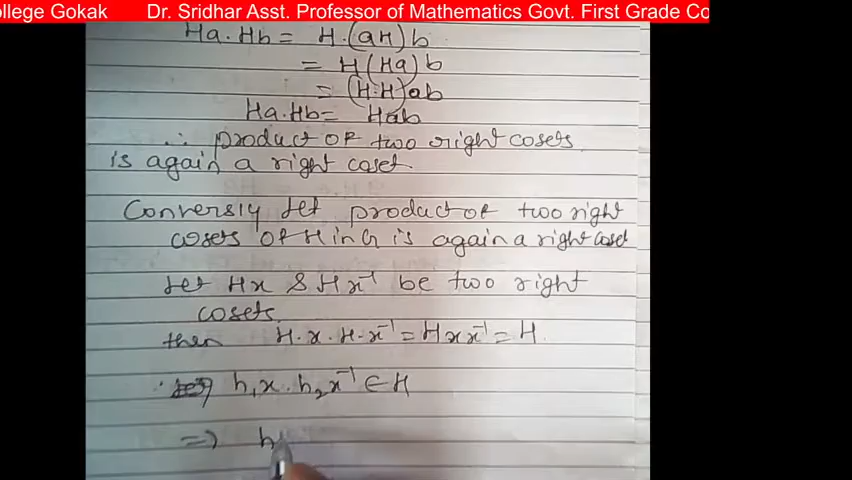 ollege Gokak Dr. Sridhar Asst. Professor of Mathematics Govt. First Grade Co
Ha.Hb = H.(aH)b
= H(Ha)b
= (H.H)ab
Ha.Hb= Hab
∴ product of two right cosets
is again a right coset.
Conversly let product of two right
cosets of H in G is again a right coset
let Hx & Hx⁻¹ be two right
cosets.
then H.x.H.x⁻¹ = Hxx⁻¹ = H.
h₁x.h₂x⁻¹ ∈ H
⇒ h